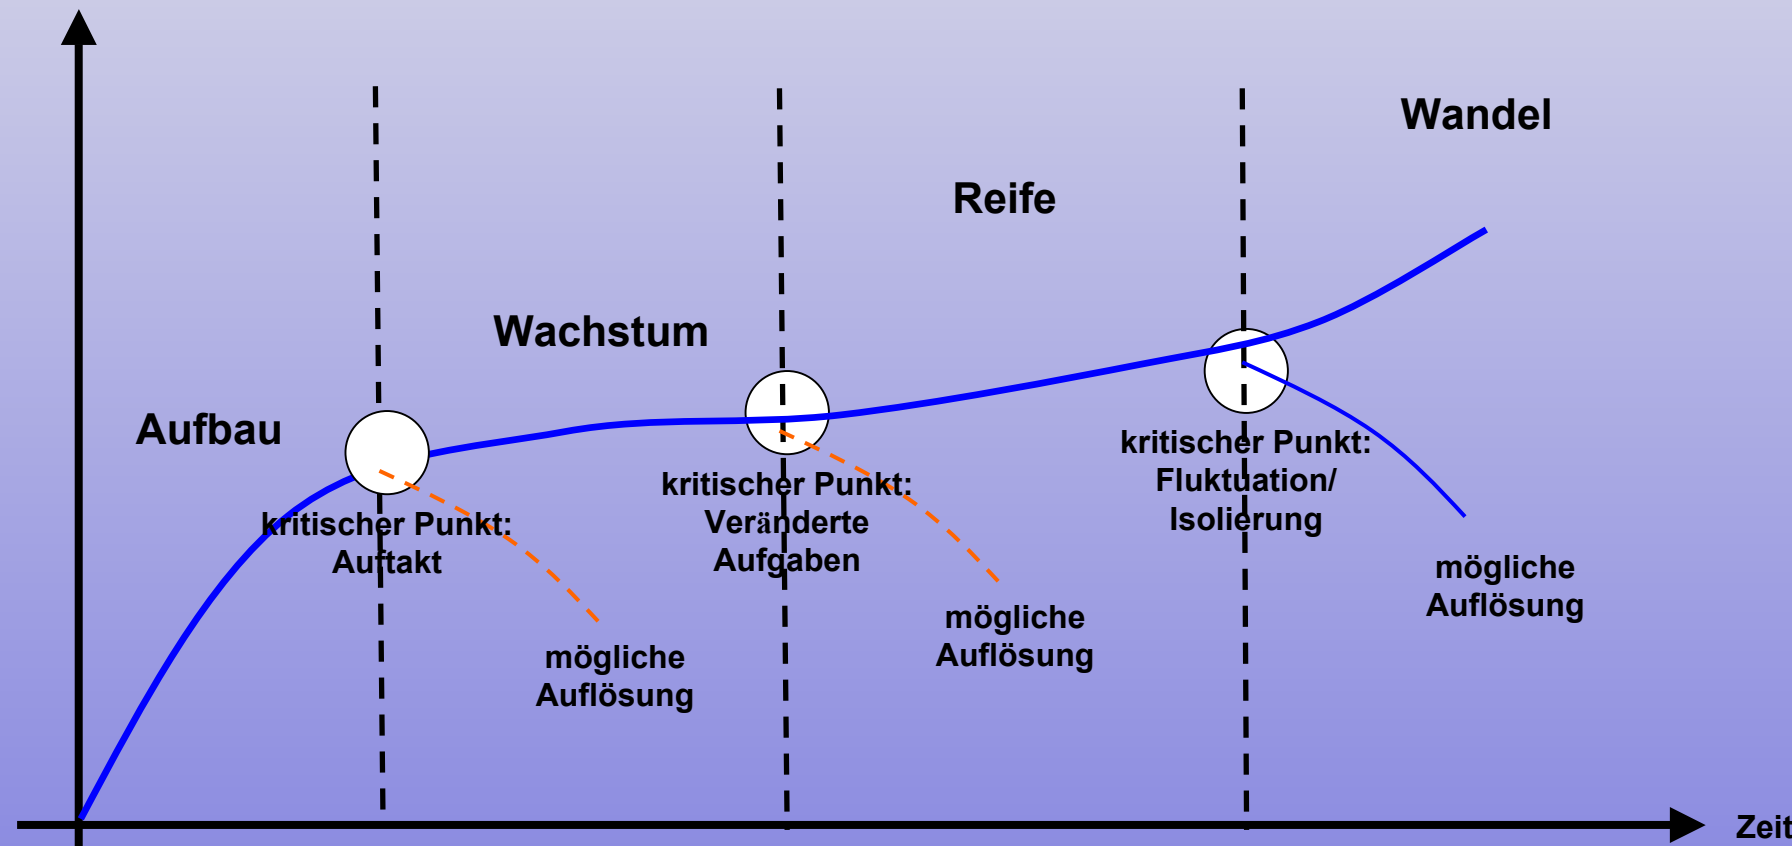 Wandel
Reife
Wachstum
Aufbau
kritischer Punkt:
Auftakt
mögliche
Auflösung
kritischer Punkt:
Veränderte
Aufgaben
mögliche
Auflösung
kritischer Punkt:
Fluktuation/
Isolierung
mögliche
Auflösung
Zeit